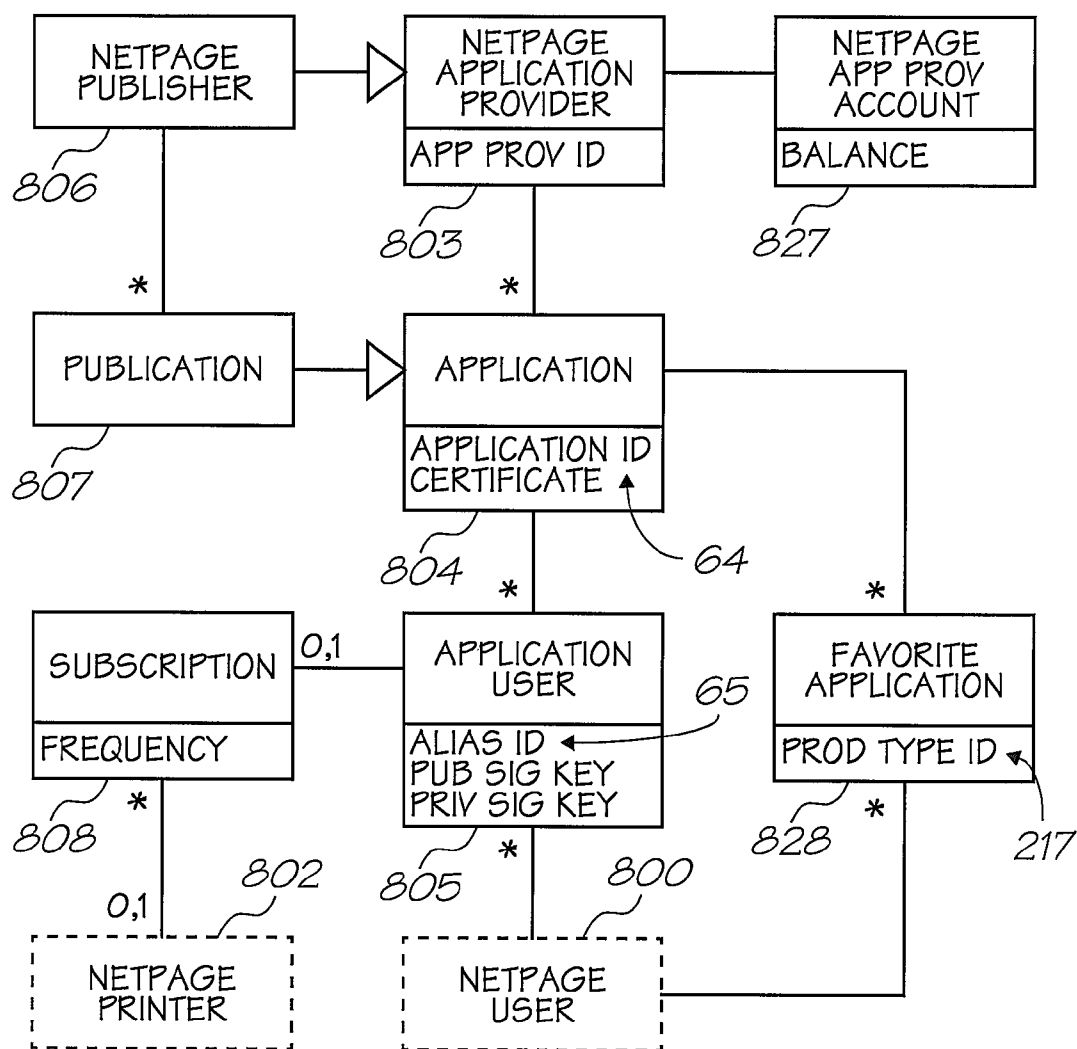 NETPAGE
PUBLISHER
806
NETPAGE
APPLICATION
PROVIDER
APP PROV ID
803
NETPAGE
APP PROV
ACCOUNT
BALANCE
827
*
*
PUBLICATION
807
APPLICATION
APPLICATION ID
CERTIFICATE
804
64
*
*
SUBSCRIPTION
FREQUENCY
808
0,1
APPLICATION
USER
ALIAS ID
PUB SIG KEY
PRIV SIG KEY
805
65
FAVORITE
APPLICATION
PROD TYPE ID
828
217
*
*
*
0,1
802
NETPAGE
PRINTER
800
NETPAGE
USER